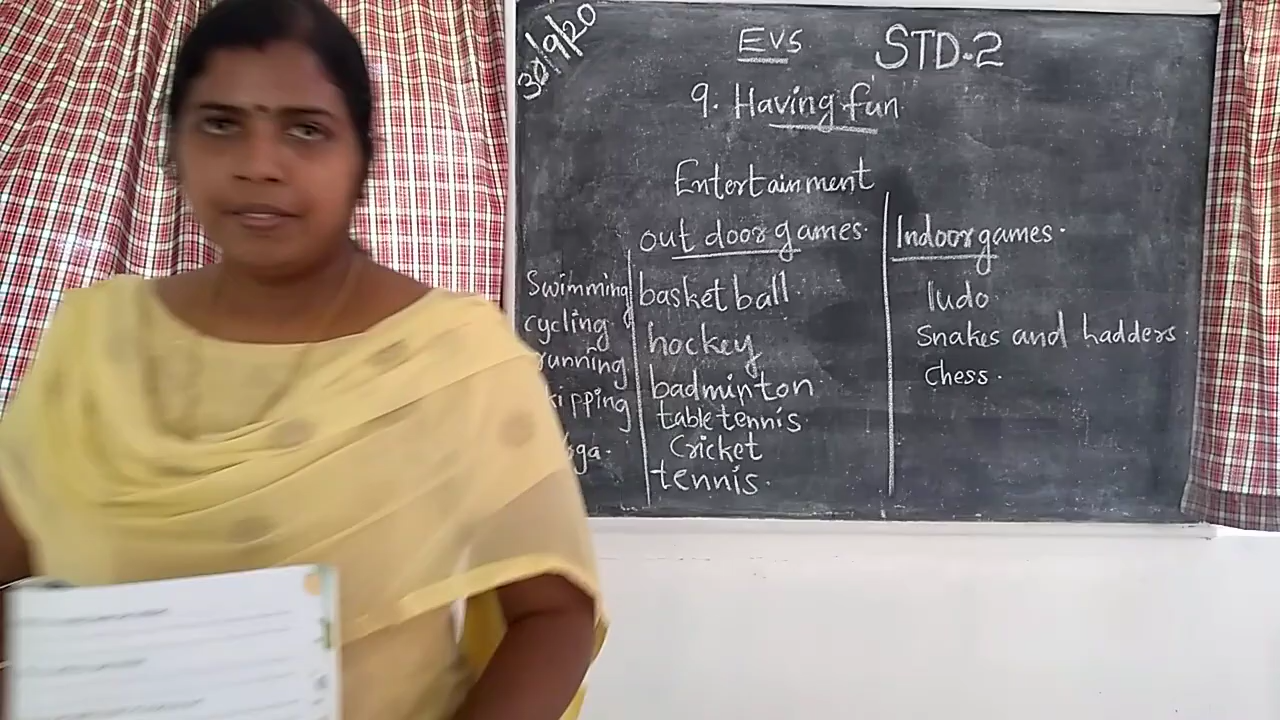 30/9/20
EVS STD-2
9. Having fun
Entertainment
out door games.
Swimming
cycling
running
basket ball.
hockey
badminton
table tennis
Cricket
tennis.
Indoor games.
ludo.
Snakes and hadders.
Chess.